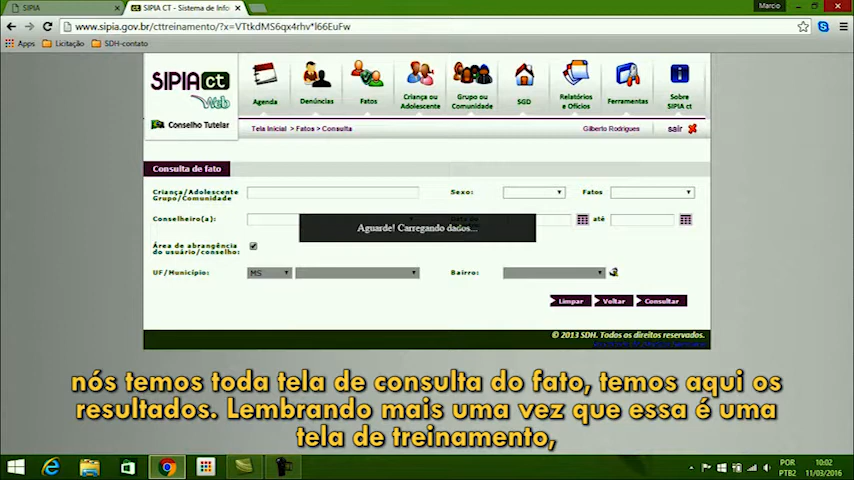 SIPIA
SIPIA CT - Sistema de Info
Marcio
www.sipia.gov.br/cttreinamento/?x=VTtkdMS6qx4rhv*l66EuFw
Apps Licitação SDH-contato
SIPIA ct
Web
Conselho Tutelar
Agenda
Denúncias
Fatos
Criança ou
Adolescente
Grupo ou
Comunidade
SGD
Relatórios
e Ofícios
Ferramentas
Sobre
SIPIA ct
Tela Inicial > Fatos > Consulta
Gilberto Rodrigues
sair
Consulta de fato
Criança/Adolescente
Grupo/Comunidade
Sexo:
Fatos
Conselheiro(a):
até
Aguarde! Carregando dados...
Área de abrangência
do usuário/conselho:
UF/Município:
MS
Bairro:
Limpar Voltar Consultar
© 2013 SDH. Todos os direitos reservados.
nós temos toda tela de consulta do fato, temos aqui os
resultados. Lembrando mais uma vez que essa é uma
tela de treinamento,
POR
PTB2
10:02
11/03/2016